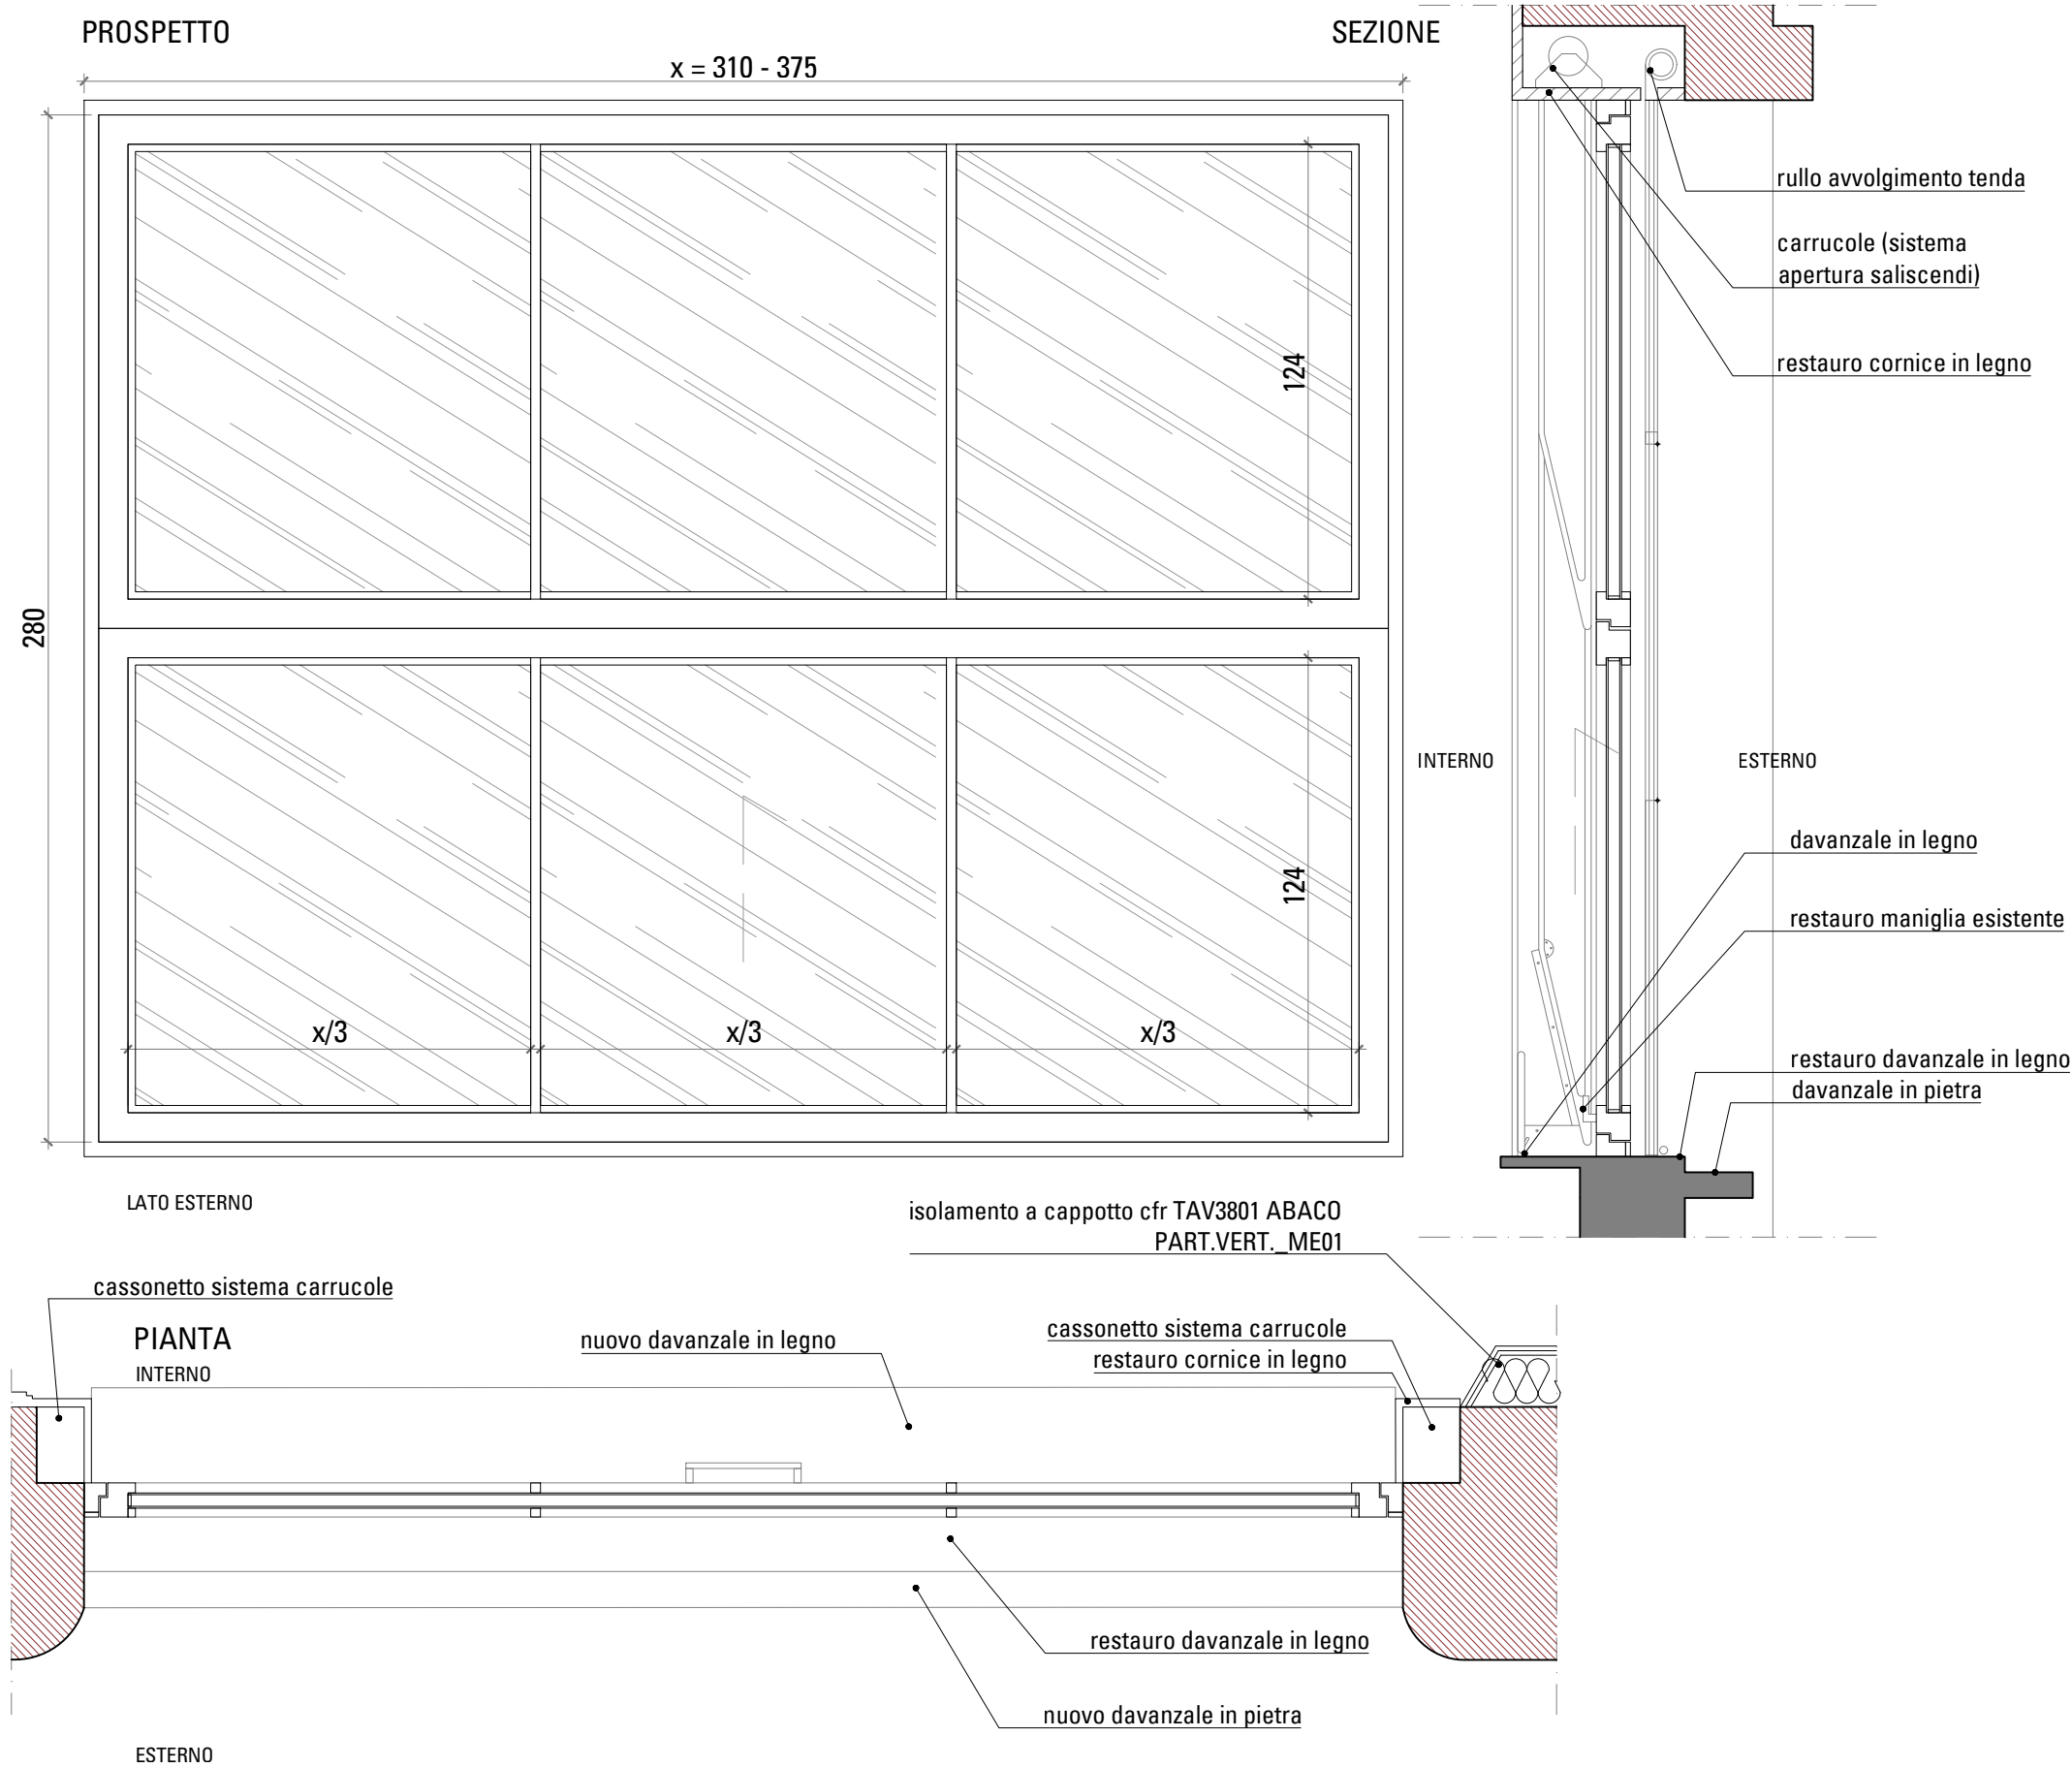 PROSPETTO
x = 310 - 375
280
124
124
x/3
x/3
x/3
LATO ESTERNO
SEZIONE
rullo avvolgimento tenda
carrucole (sistema
apertura saliscendi)
restauro cornice in legno
INTERNO
ESTERNO
davanzale in legno
restauro maniglia esistente
restauro davanzale in legno
davanzale in pietra
isolamento a cappotto cfr TAV3801 ABACO
PART.VERT._ME01
cassonetto sistema carrucole
PIANTA
INTERNO
nuovo davanzale in legno
cassonetto sistema carrucole
restauro cornice in legno
restauro davanzale in legno
nuovo davanzale in pietra
ESTERNO